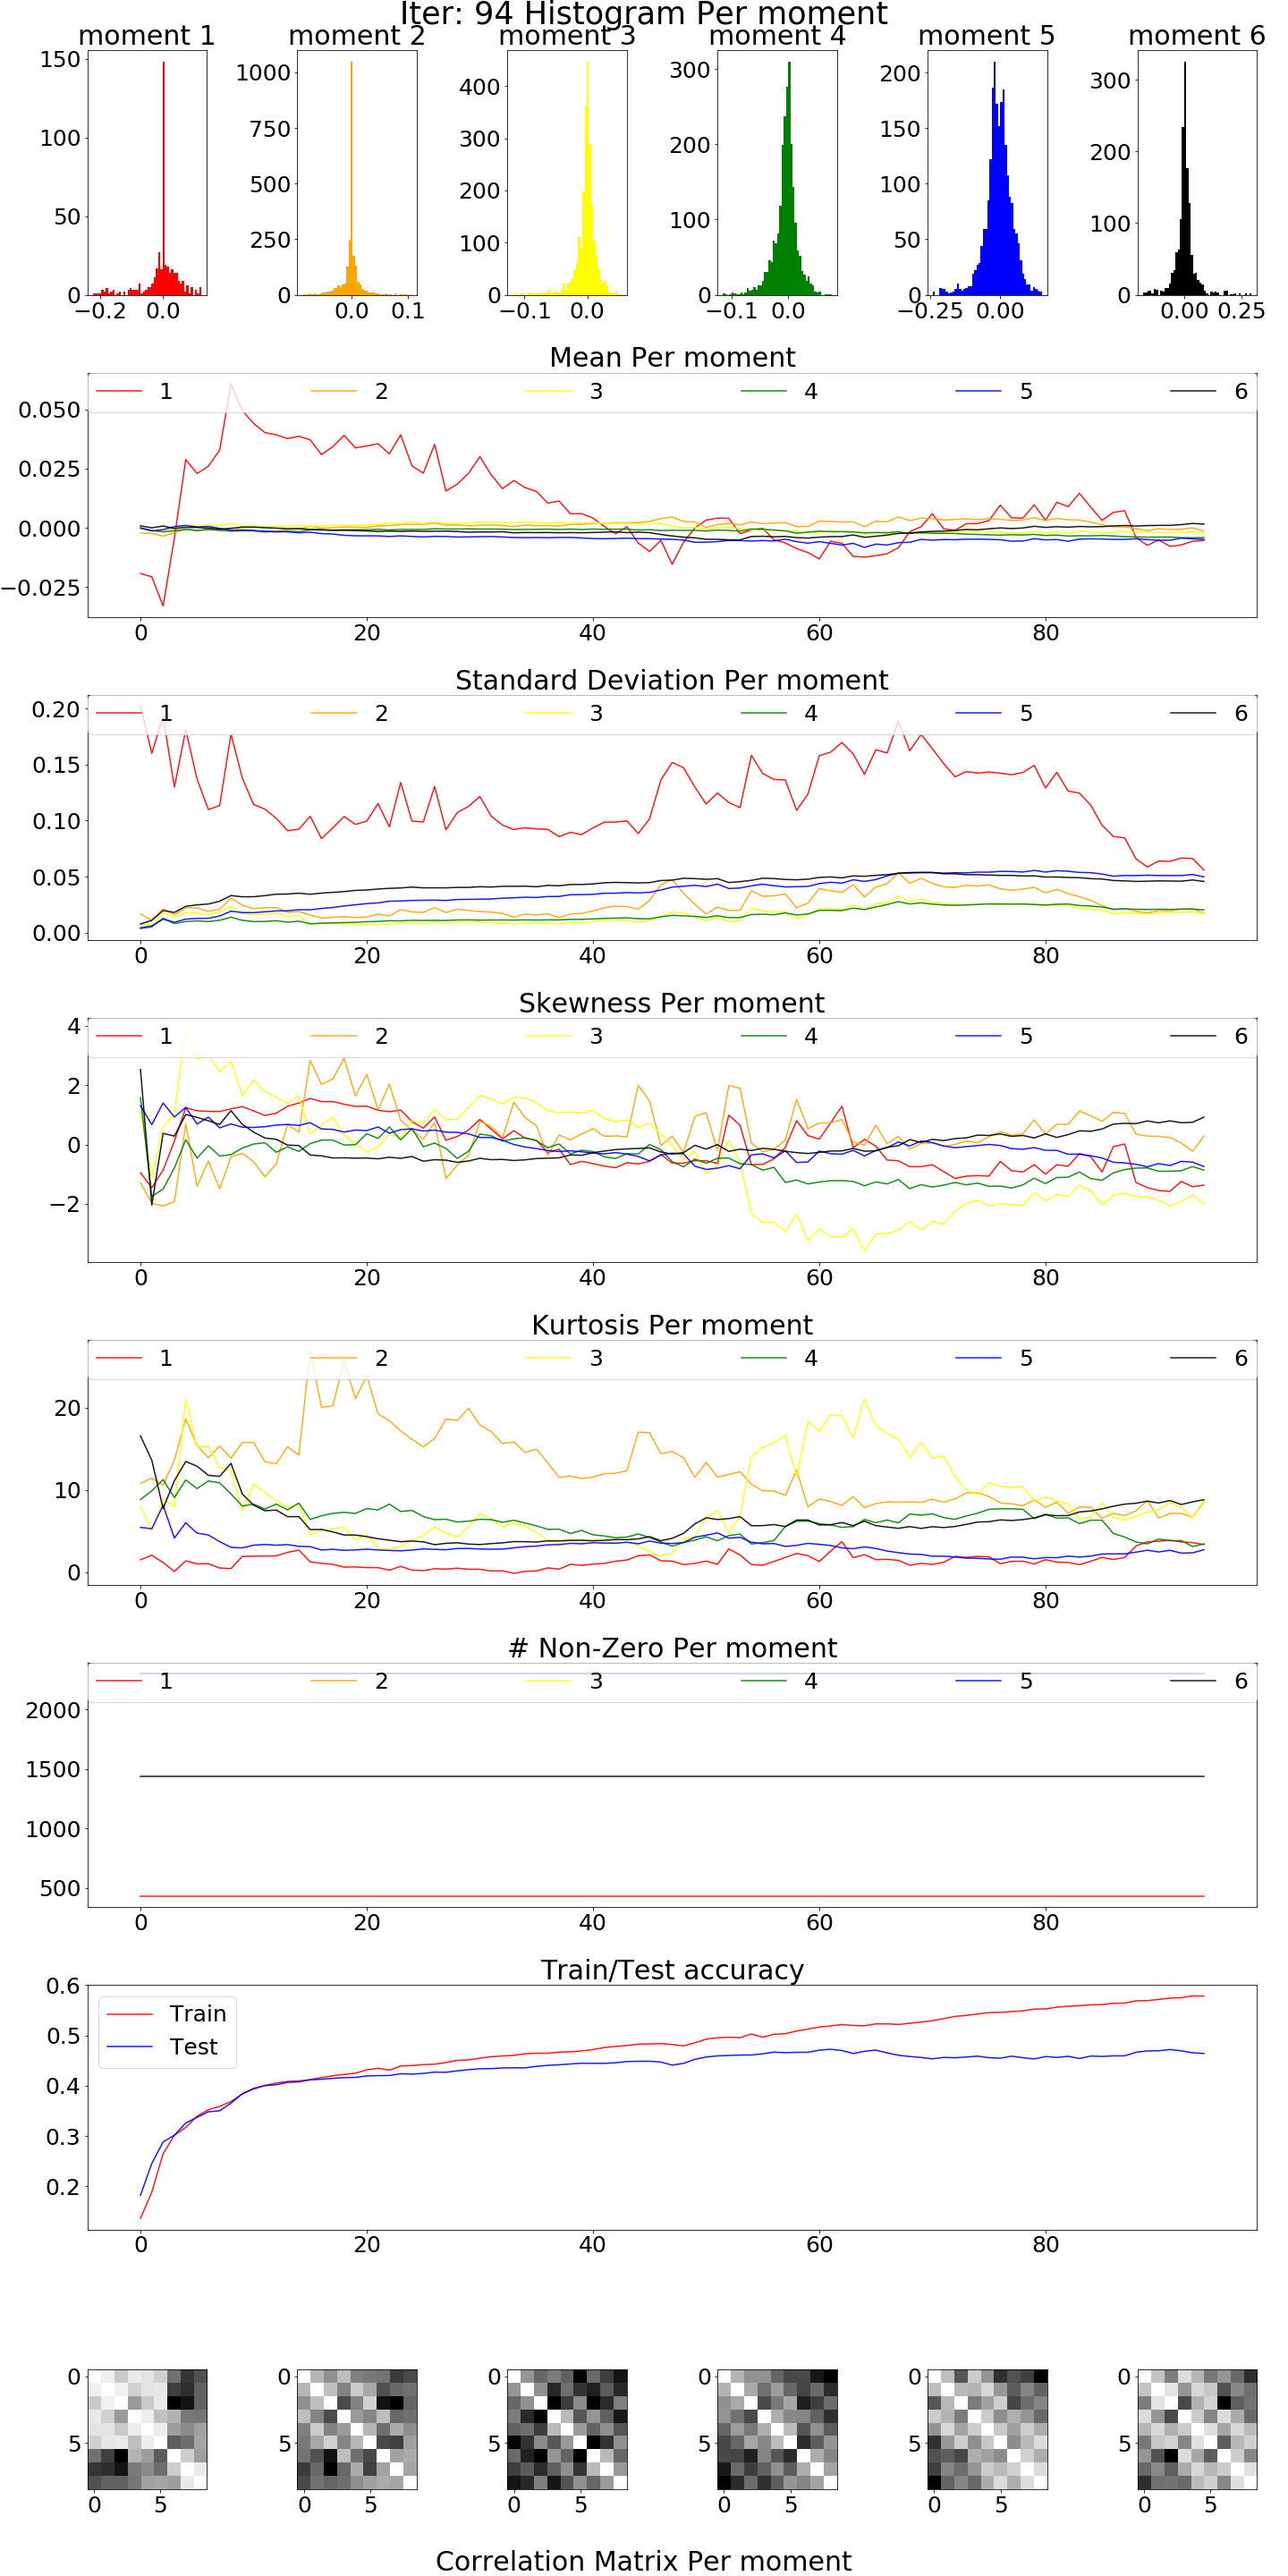 Iter: 94 Histogram Per moment
moment 1 moment 2 moment 3 moment 4 moment 5 moment 6
150 100 50 0 −0.2 0.0
1000 750 500 250 0 0.0 0.1
400 300 200 100 0 −0.1 0.0
300 200 100 0 −0.1 0.0
200 150 100 50 0 −0.25 0.00
300 200 100 0 0.00 0.25
Mean Per moment
1 2 3 4 5 6
0.050
0.025
0.000
−0.025
0 20 40 60 80
Standard Deviation Per moment
1 2 3 4 5 6
0.20
0.15
0.10
0.05
0.00
0 20 40 60 80
Skewness Per moment
1 2 3 4 5 6
4
2
0
−2
0 20 40 60 80
Kurtosis Per moment
1 2 3 4 5 6
20
10
0
0 20 40 60 80
# Non-Zero Per moment
1 2 3 4 5 6
2000
1500
1000
500
0 20 40 60 80
Train/Test accuracy
Train
Test
0.6
0.5
0.4
0.3
0.2
0 20 40 60 80
0 0 0 0 0 0
5 5 5 5 5 5
0 5 0 5 0 5 0 5 0 5 0 5
Correlation Matrix Per moment